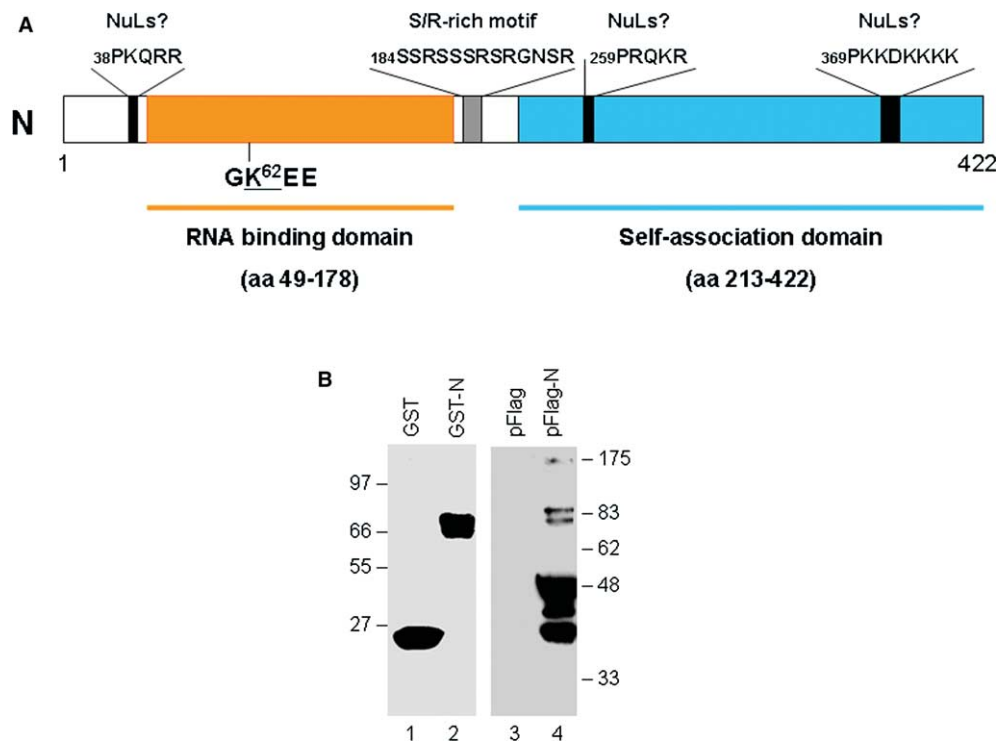 A
NuLs? S/R-rich motif NuLs? NuLs?
38PKQRR 184SSRSSSRSRGNSR 259PRQKR 369PKKDKKKK
N
1 422
GK62EE
RNA binding domain Self-association domain
(aa 49-178) (aa 213-422)
B
GST GST-N pFlag pFlag-N
97 –
66 –
55 –
27 –
– 175
– 83
– 62
– 48
– 33
1 2 3 4